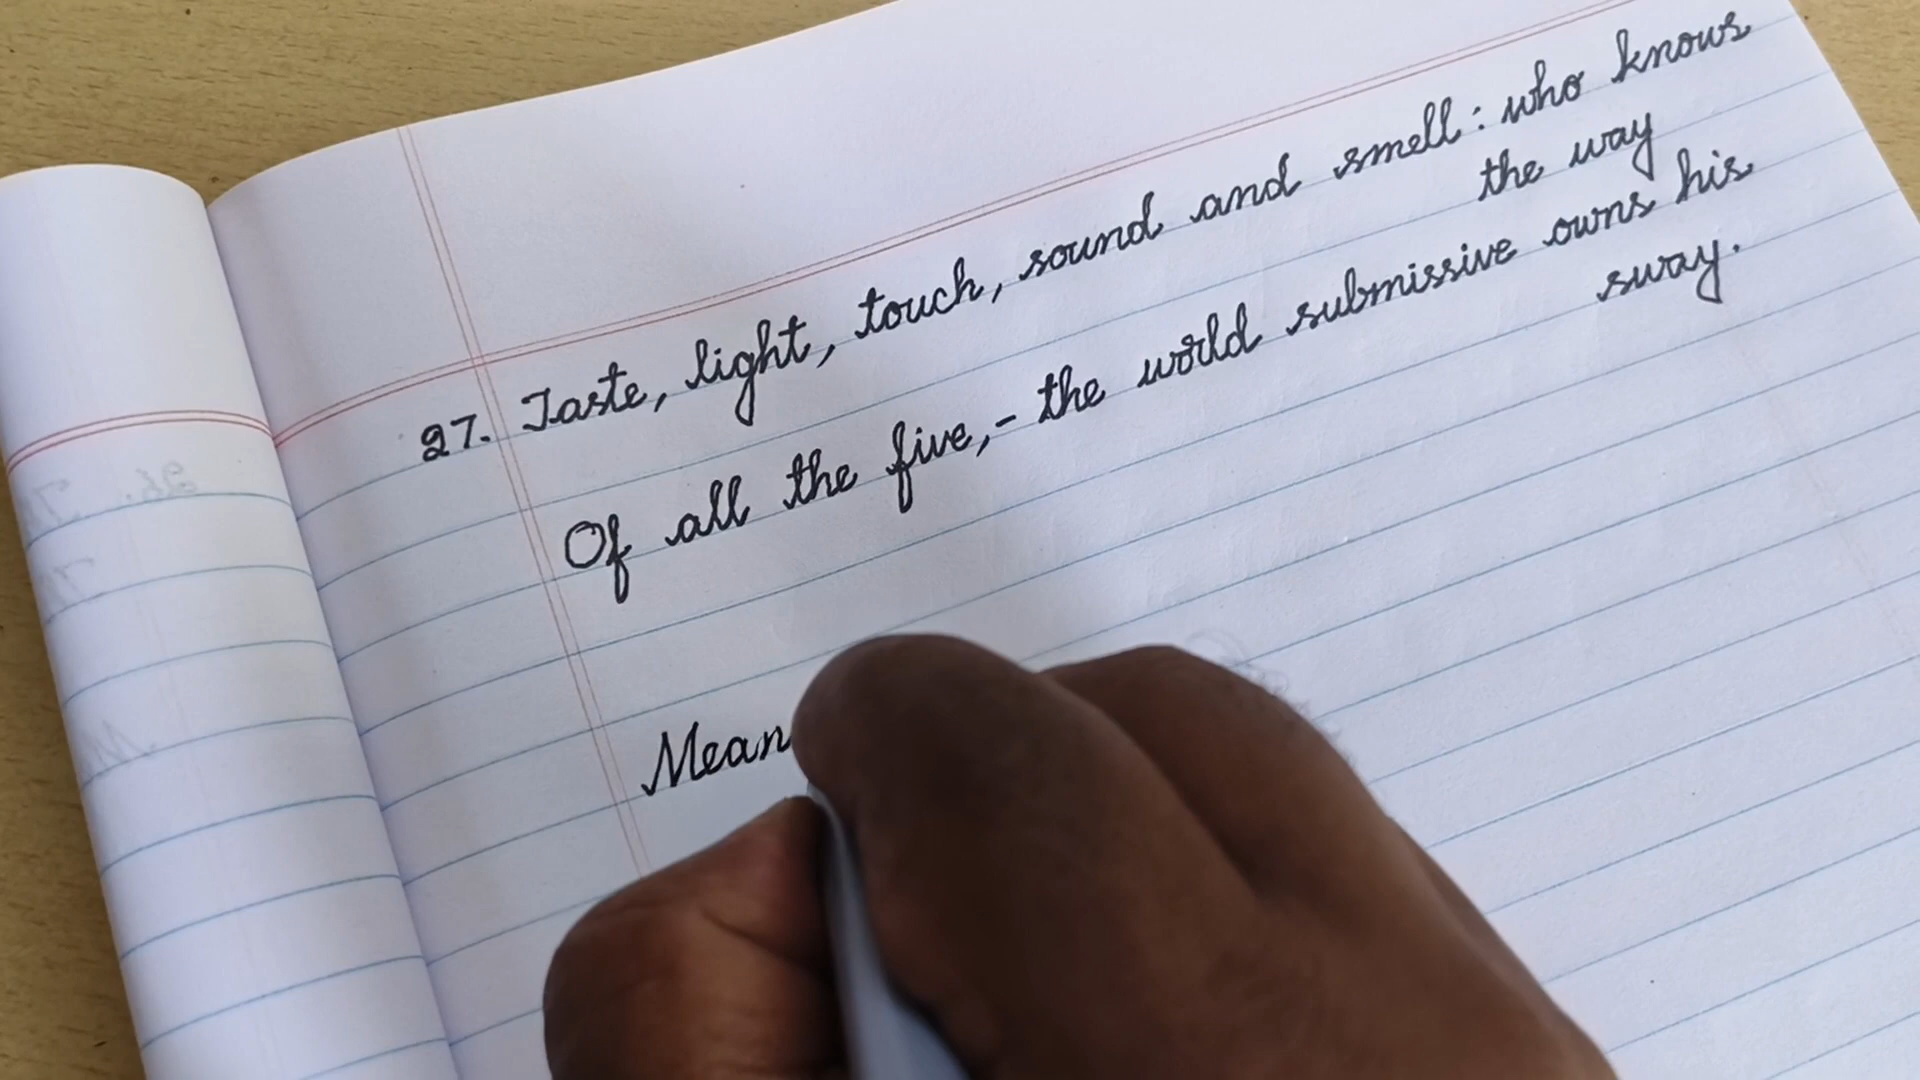 27. Taste, light, touch, sound and smell: who knows
the way
Of all the five,- the world submissive owns his
sway.
Mean